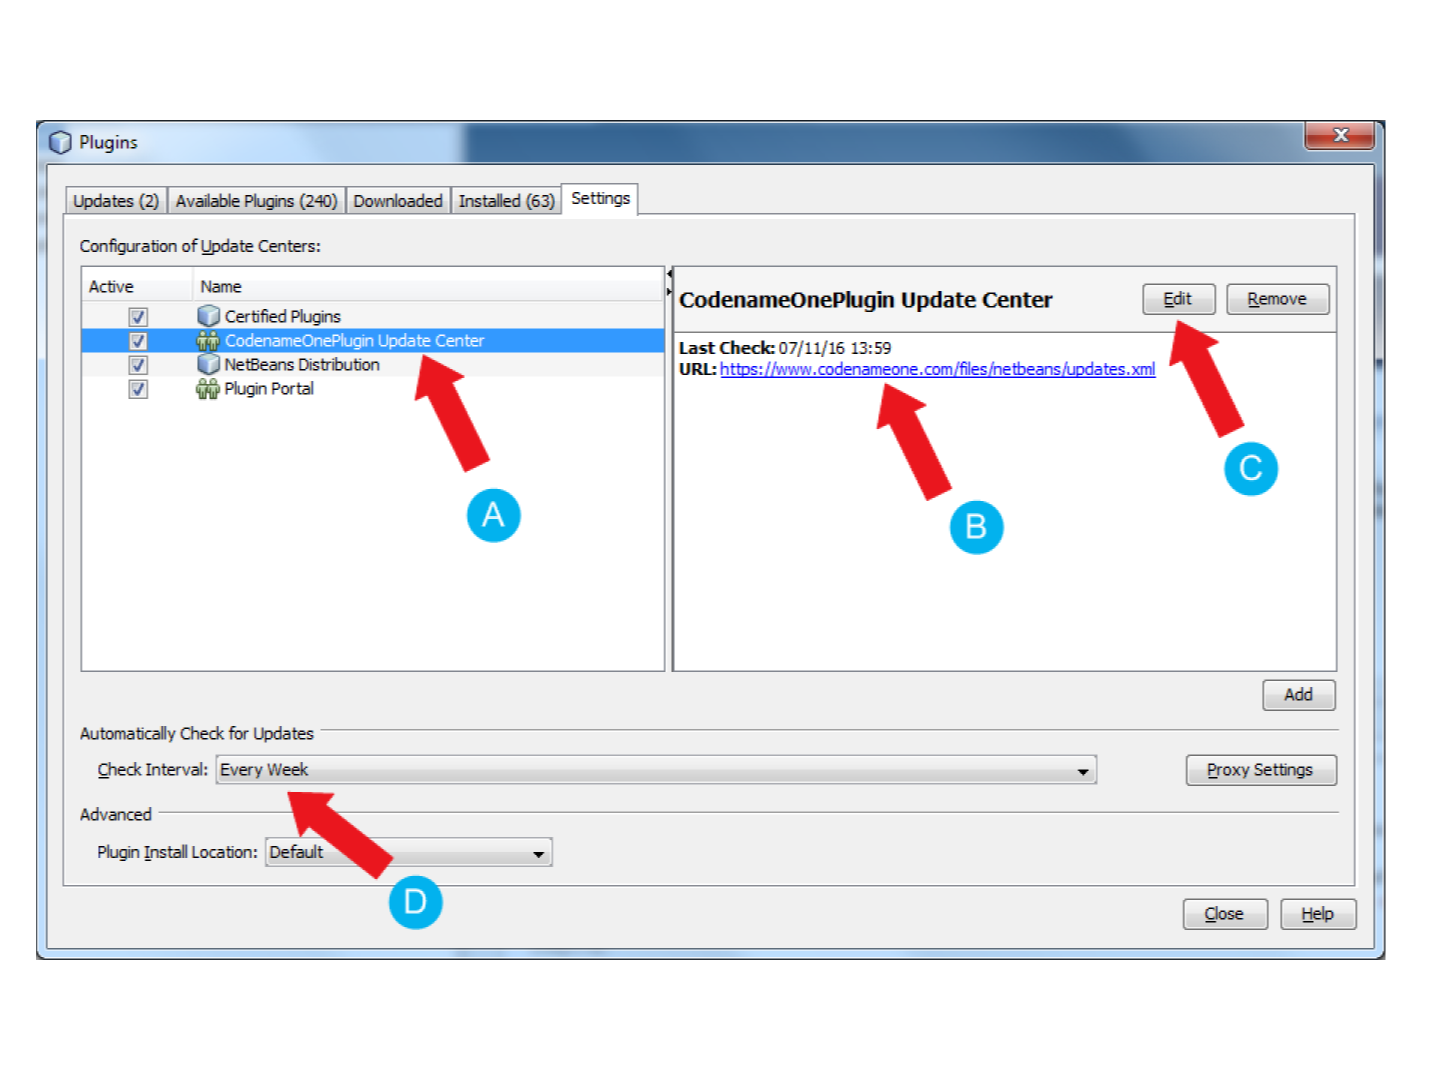 Plugins
X
Updates (2) Available Plugins (240) Downloaded Installed (63) Settings
Configuration of Update Centers:
Active Name
Certified Plugins
CodenameOnePlugin Update Center
NetBeans Distribution
Plugin Portal
CodenameOnePlugin Update Center Edit Remove
Last Check: 07/11/16 13:59
URL: https://www.codenameone.com/files/netbeans/updates.xml
A
B
C
Add
Automatically Check for Updates
Check Interval: Every Week Proxy Settings
Advanced
Plugin Install Location: Default
D
Close Help